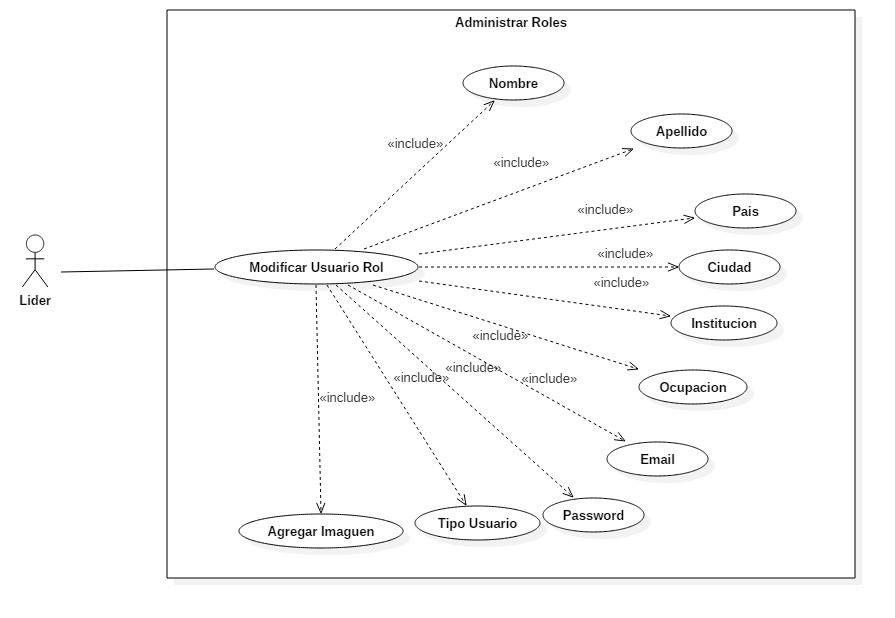 Administrar Roles
Nombre
Apellido
«include»
«include»
Pais
«include»
Lider
Modificar Usuario Rol
«include»
Ciudad
«include»
Institucion
«include»
Ocupacion
«include»
«include»
«include»
«include»
Email
Agregar Imaguen
Tipo Usuario
Password